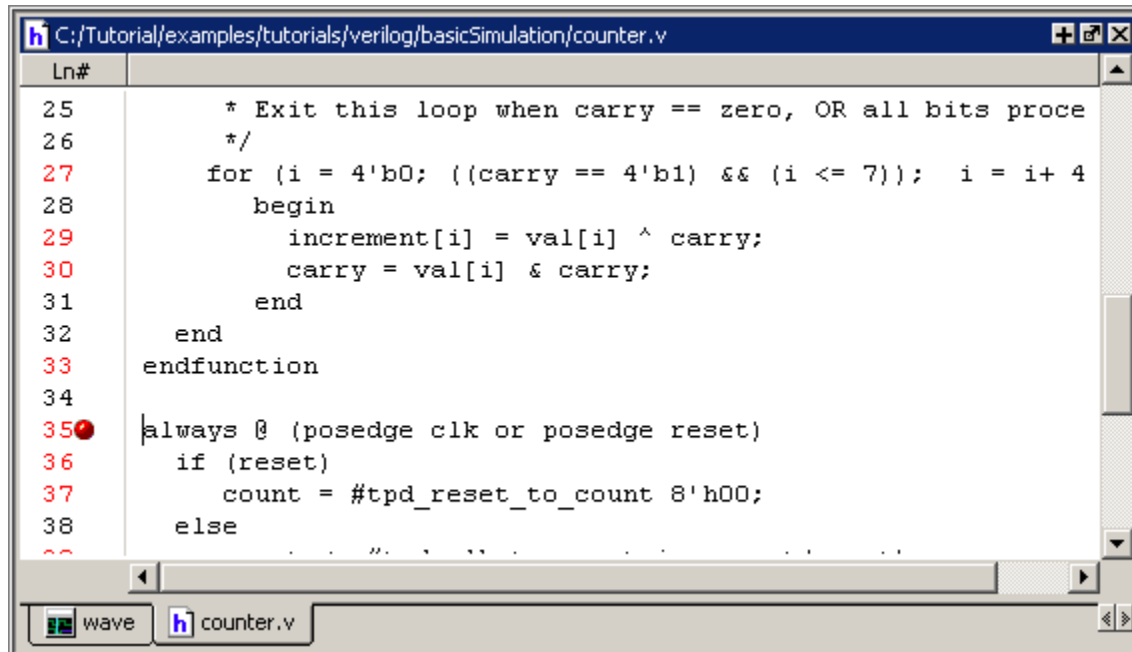 C:/Tutorial/examples/tutorials/verilog/basicSimulation/counter.v
Ln#
25 * Exit this loop when carry == zero, OR all bits proce
26 */
27 for (i = 4'b0; ((carry == 4'b1) && (i <= 7));  i = i+ 4
28 begin
29 increment[i] = val[i] ^ carry;
30 carry = val[i] & carry;
31 end
32 end
33 endfunction
34
35 always @ (posedge clk or posedge reset)
36 if (reset)
37 count = #tpd_reset_to_count 8'h00;
38 else
wave counter.v